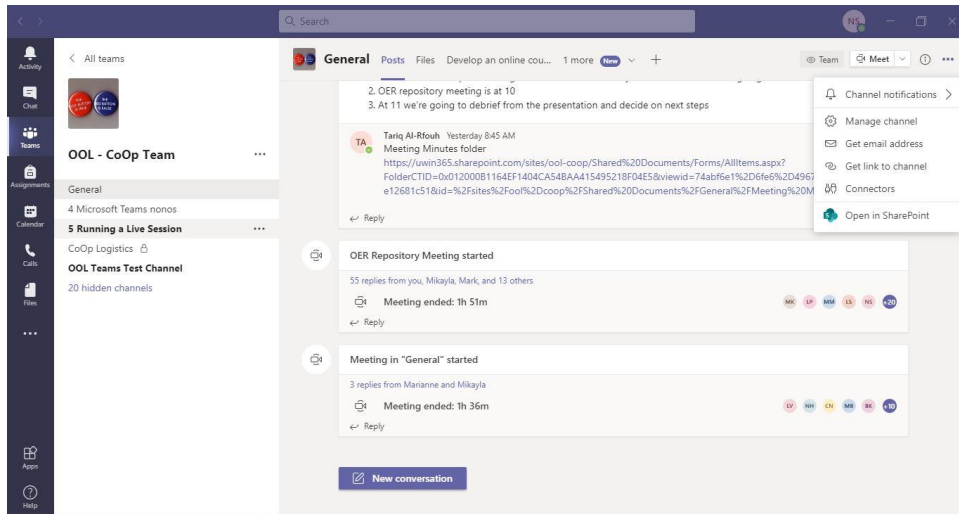 Search
NS
Activity
Chat
Teams
Assignments
Calendar
Calls
Files
Apps
Help
All teams
OOL - CoOp Team
General
4 Microsoft Teams nonos
5 Running a Live Session
CoOp Logistics
OOL Teams Test Channel
20 hidden channels
General Posts Files Develop an online cou... 1 more New
Team Meet
2. OER repository meeting is at 10
3. At 11 we're going to debrief from the presentation and decide on next steps
TA Tariq Al-Rfouh Yesterday 8:45 AM
Meeting Minutes folder
https://uwin365.sharepoint.com/sites/ool-coop/Shared%20Documents/Forms/AllItems.aspx?
FolderCTID=0x012000B1164EF1404CA54BAA415495218F04E5&viewid=74abf6e1%2D6fe6%2D4967
e12681c51&id=%2Fsites%2Fool%2Dcoop%2FShared%20Documents%2FGeneral%2FMeeting%20M
Reply
OER Repository Meeting started
55 replies from you, Mikayla, Mark, and 13 others
Meeting ended: 1h 51m
MK LP MM LS NS +20
Reply
Meeting in "General" started
3 replies from Marianne and Mikayla
Meeting ended: 1h 36m
LV NH CN MB BK +10
Reply
New conversation
Channel notifications
Manage channel
Get email address
Get link to channel
Connectors
Open in SharePoint